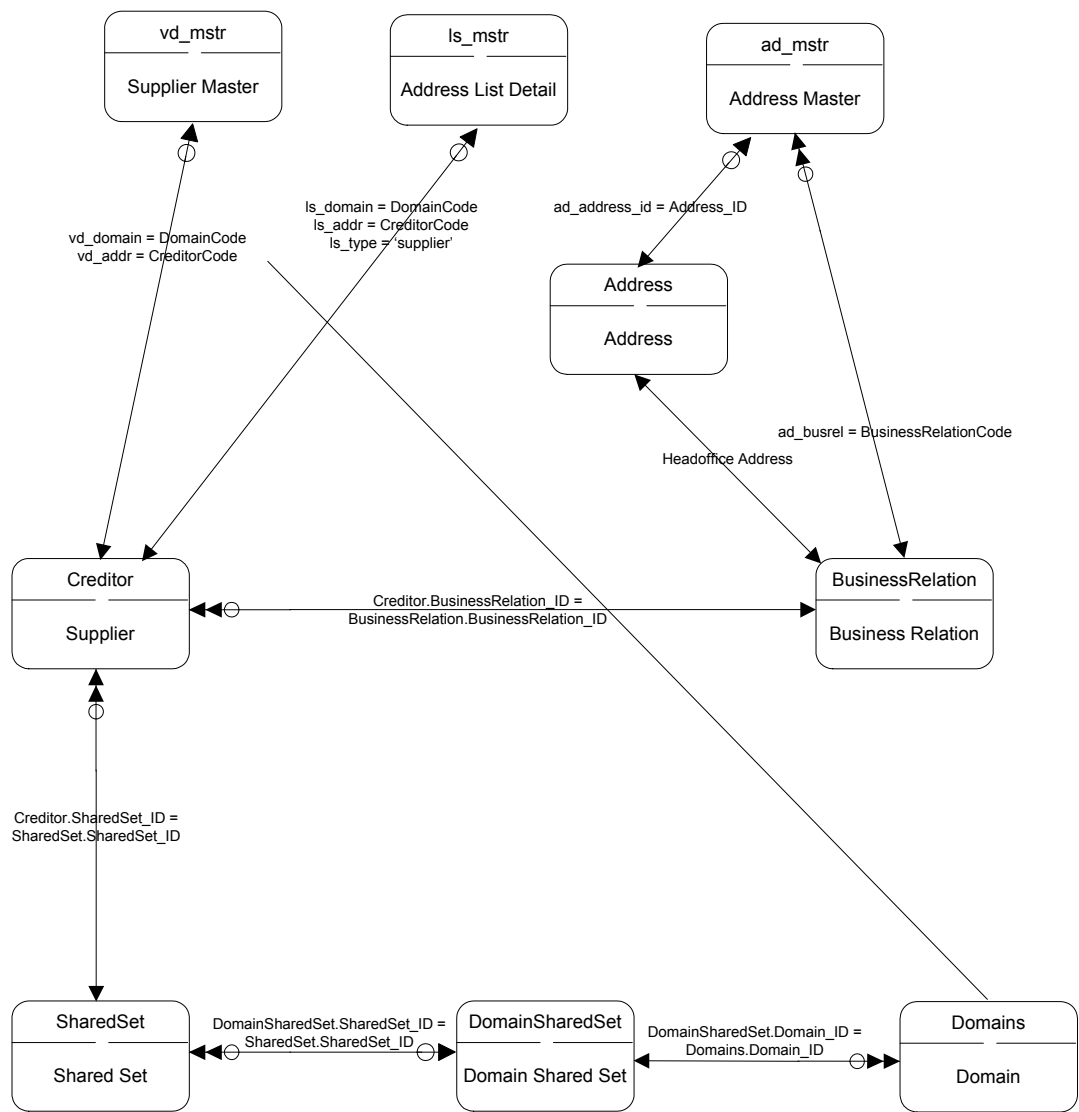 vd_mstr
Supplier Master
ls_mstr
Address List Detail
ad_mstr
Address Master
ls_domain = DomainCode
ls_addr = CreditorCode
ls_type = ‘supplier’
ad_address_id = Address_ID
vd_domain = DomainCode
vd_addr = CreditorCode
Address
Address
ad_busrel = BusinessRelationCode
Headoffice Address
Creditor
Supplier
Creditor.BusinessRelation_ID =
BusinessRelation.BusinessRelation_ID
BusinessRelation
Business Relation
Creditor.SharedSet_ID =
SharedSet.SharedSet_ID
SharedSet
Shared Set
DomainSharedSet.SharedSet_ID =
SharedSet.SharedSet_ID
DomainSharedSet
Domain Shared Set
DomainSharedSet.Domain_ID =
Domains.Domain_ID
Domains
Domain